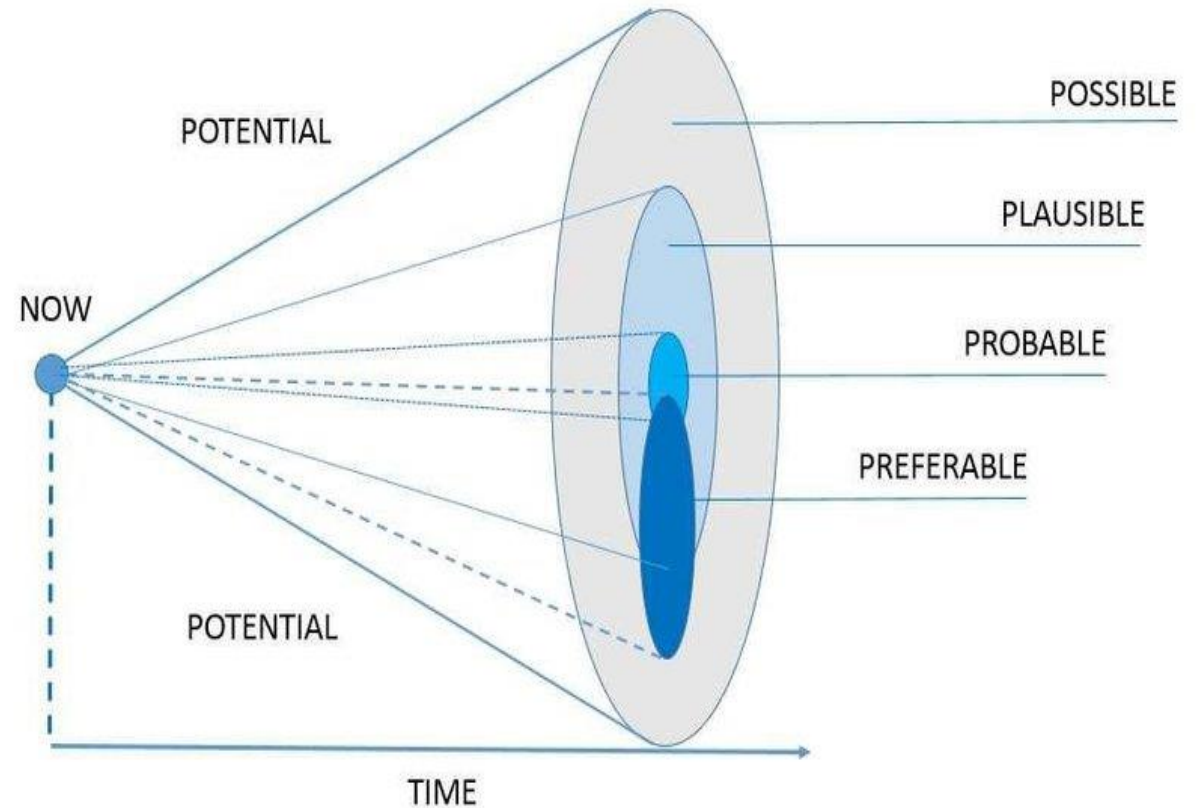 POSSIBLE
POTENTIAL
PLAUSIBLE
NOW
PROBABLE
PREFERABLE
POTENTIAL
TIME